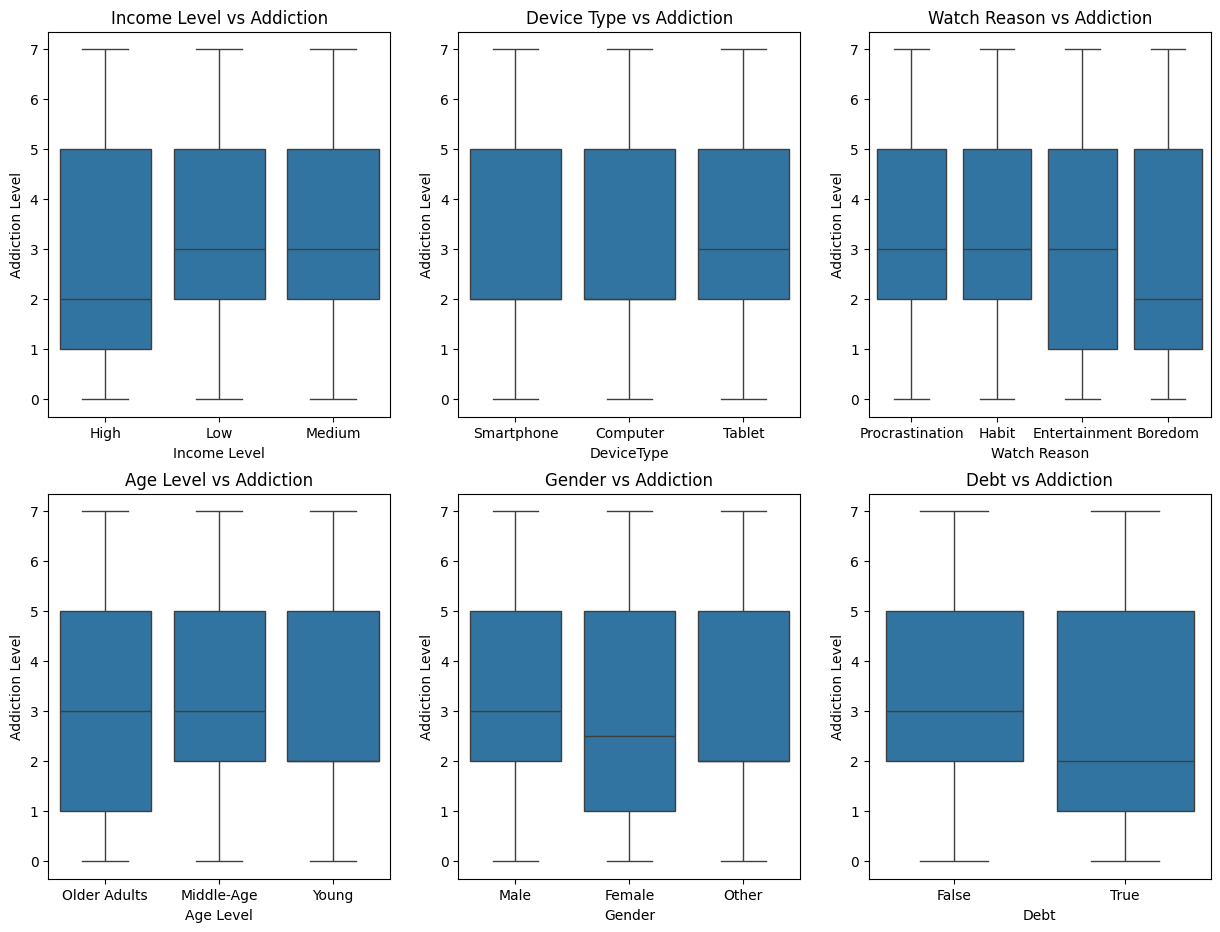 Income Level vs Addiction
7
6
5
4
3
2
1
0
Addiction Level
High Low Medium
Income Level
Device Type vs Addiction
7
6
5
4
3
2
1
0
Addiction Level
Smartphone Computer Tablet
DeviceType
Watch Reason vs Addiction
7
6
5
4
3
2
1
0
Addiction Level
Procrastination Habit Entertainment Boredom
Watch Reason
Age Level vs Addiction
7
6
5
4
3
2
1
0
Addiction Level
Older Adults Middle-Age Young
Age Level
Gender vs Addiction
7
6
5
4
3
2
1
0
Addiction Level
Male Female Other
Gender
Debt vs Addiction
7
6
5
4
3
2
1
0
Addiction Level
False True
Debt